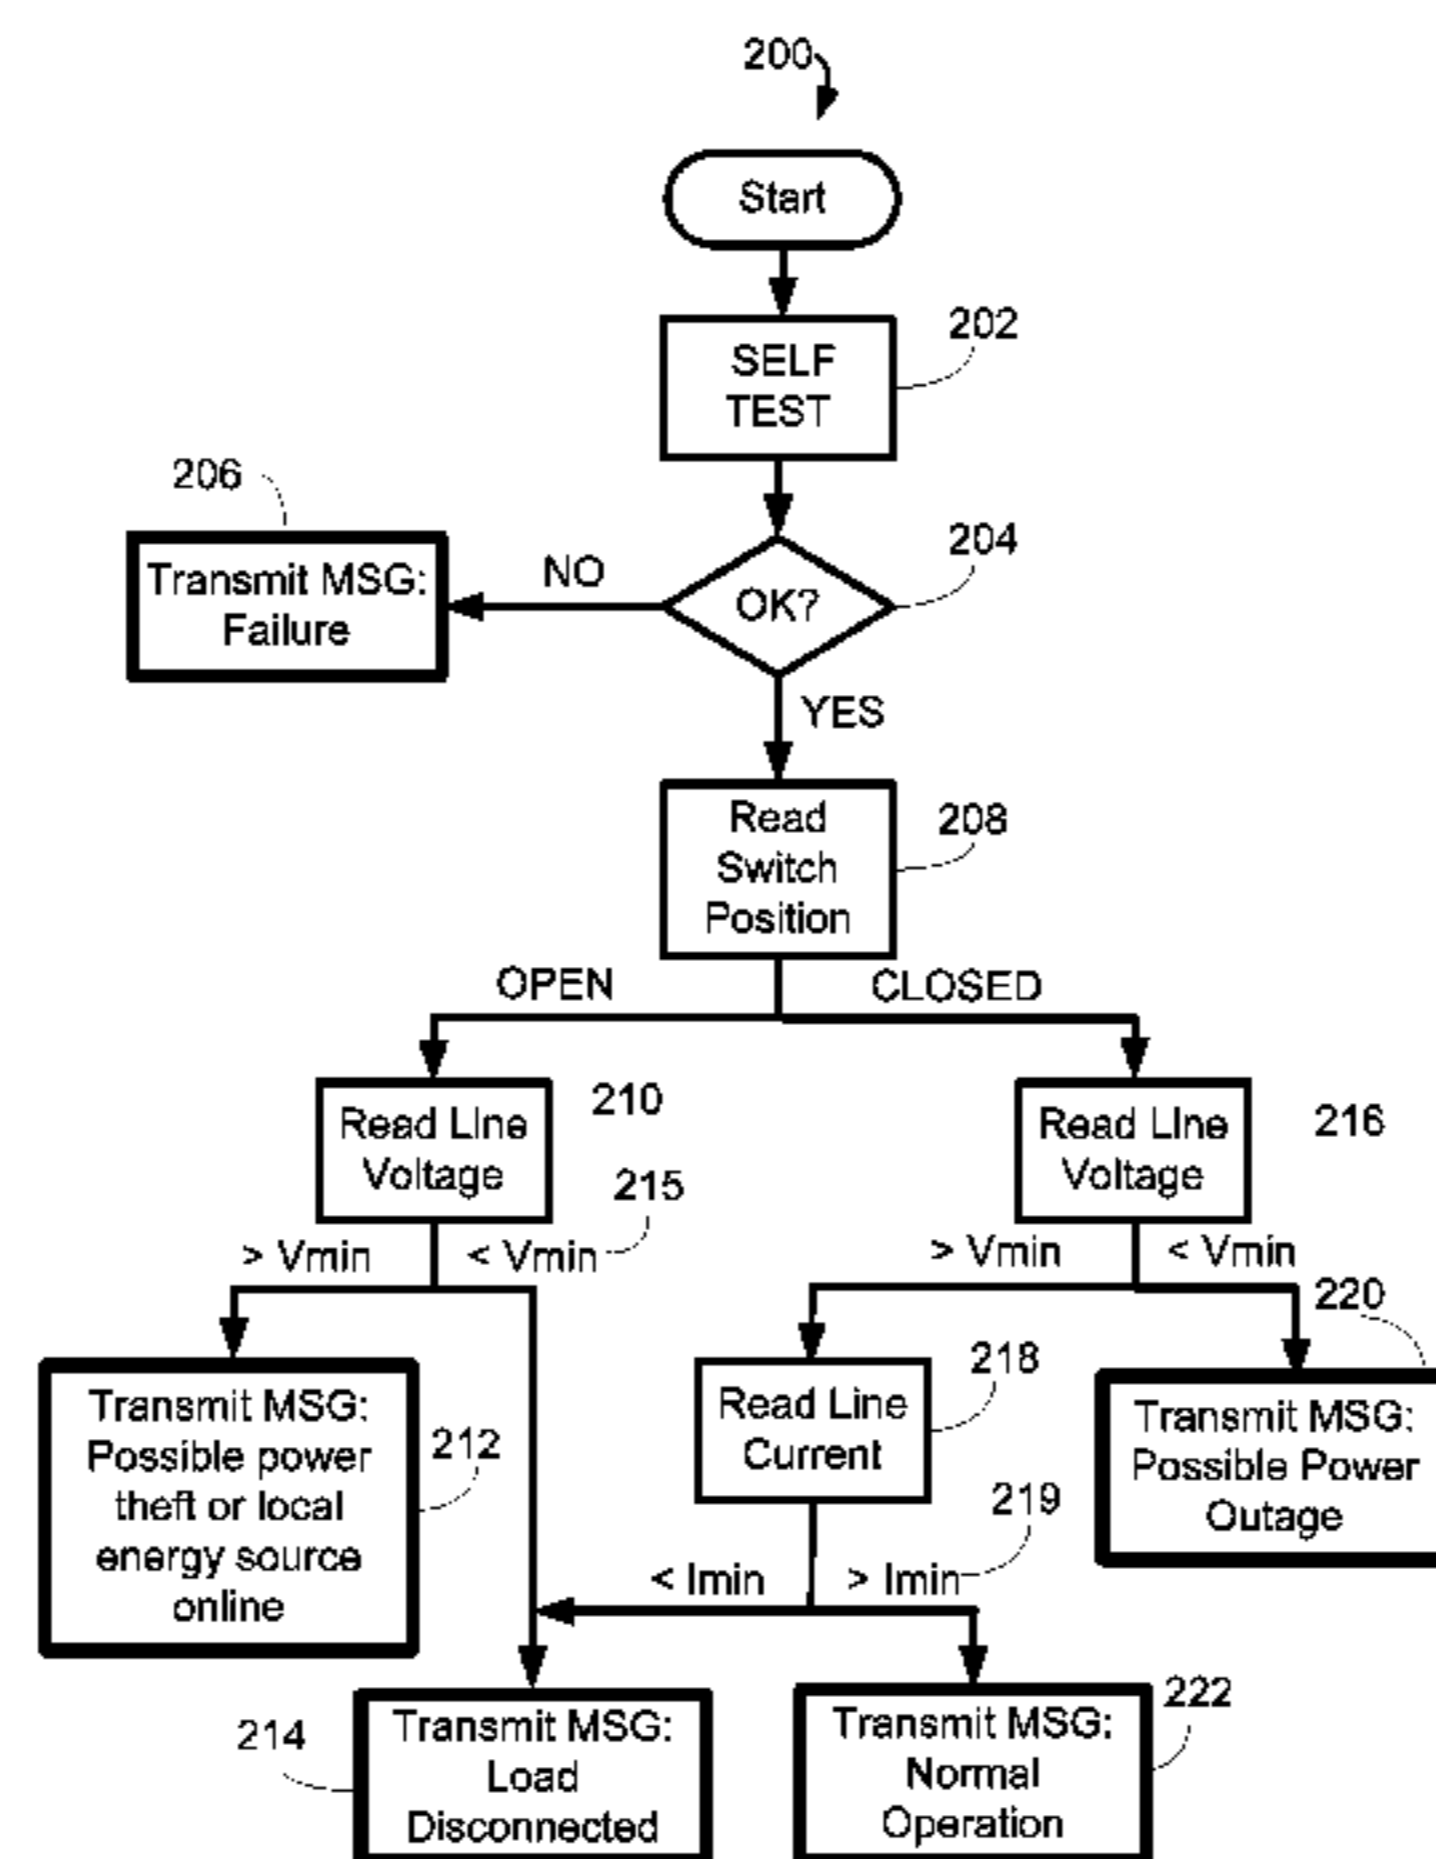 200
Start
SELF
TEST
202
206
Transmit MSG:
Failure
NO
OK?
204
YES
Read
Switch
Position
208
OPEN
CLOSED
Read LIne
Voltage
210
215
> Vmin
< Vmin
Read LIne
Voltage
216
> Vmin
< Vmin
220
Transmit MSG:
Possible power
theft or local
energy source
online
212
Read Line
Current
218
219
< Imin
> Imin
Transmit MSG:
Possible Power
Outage
214
Transmit MSG:
Load
Disconnected
Transmit MSG:
Normal
Operation
222